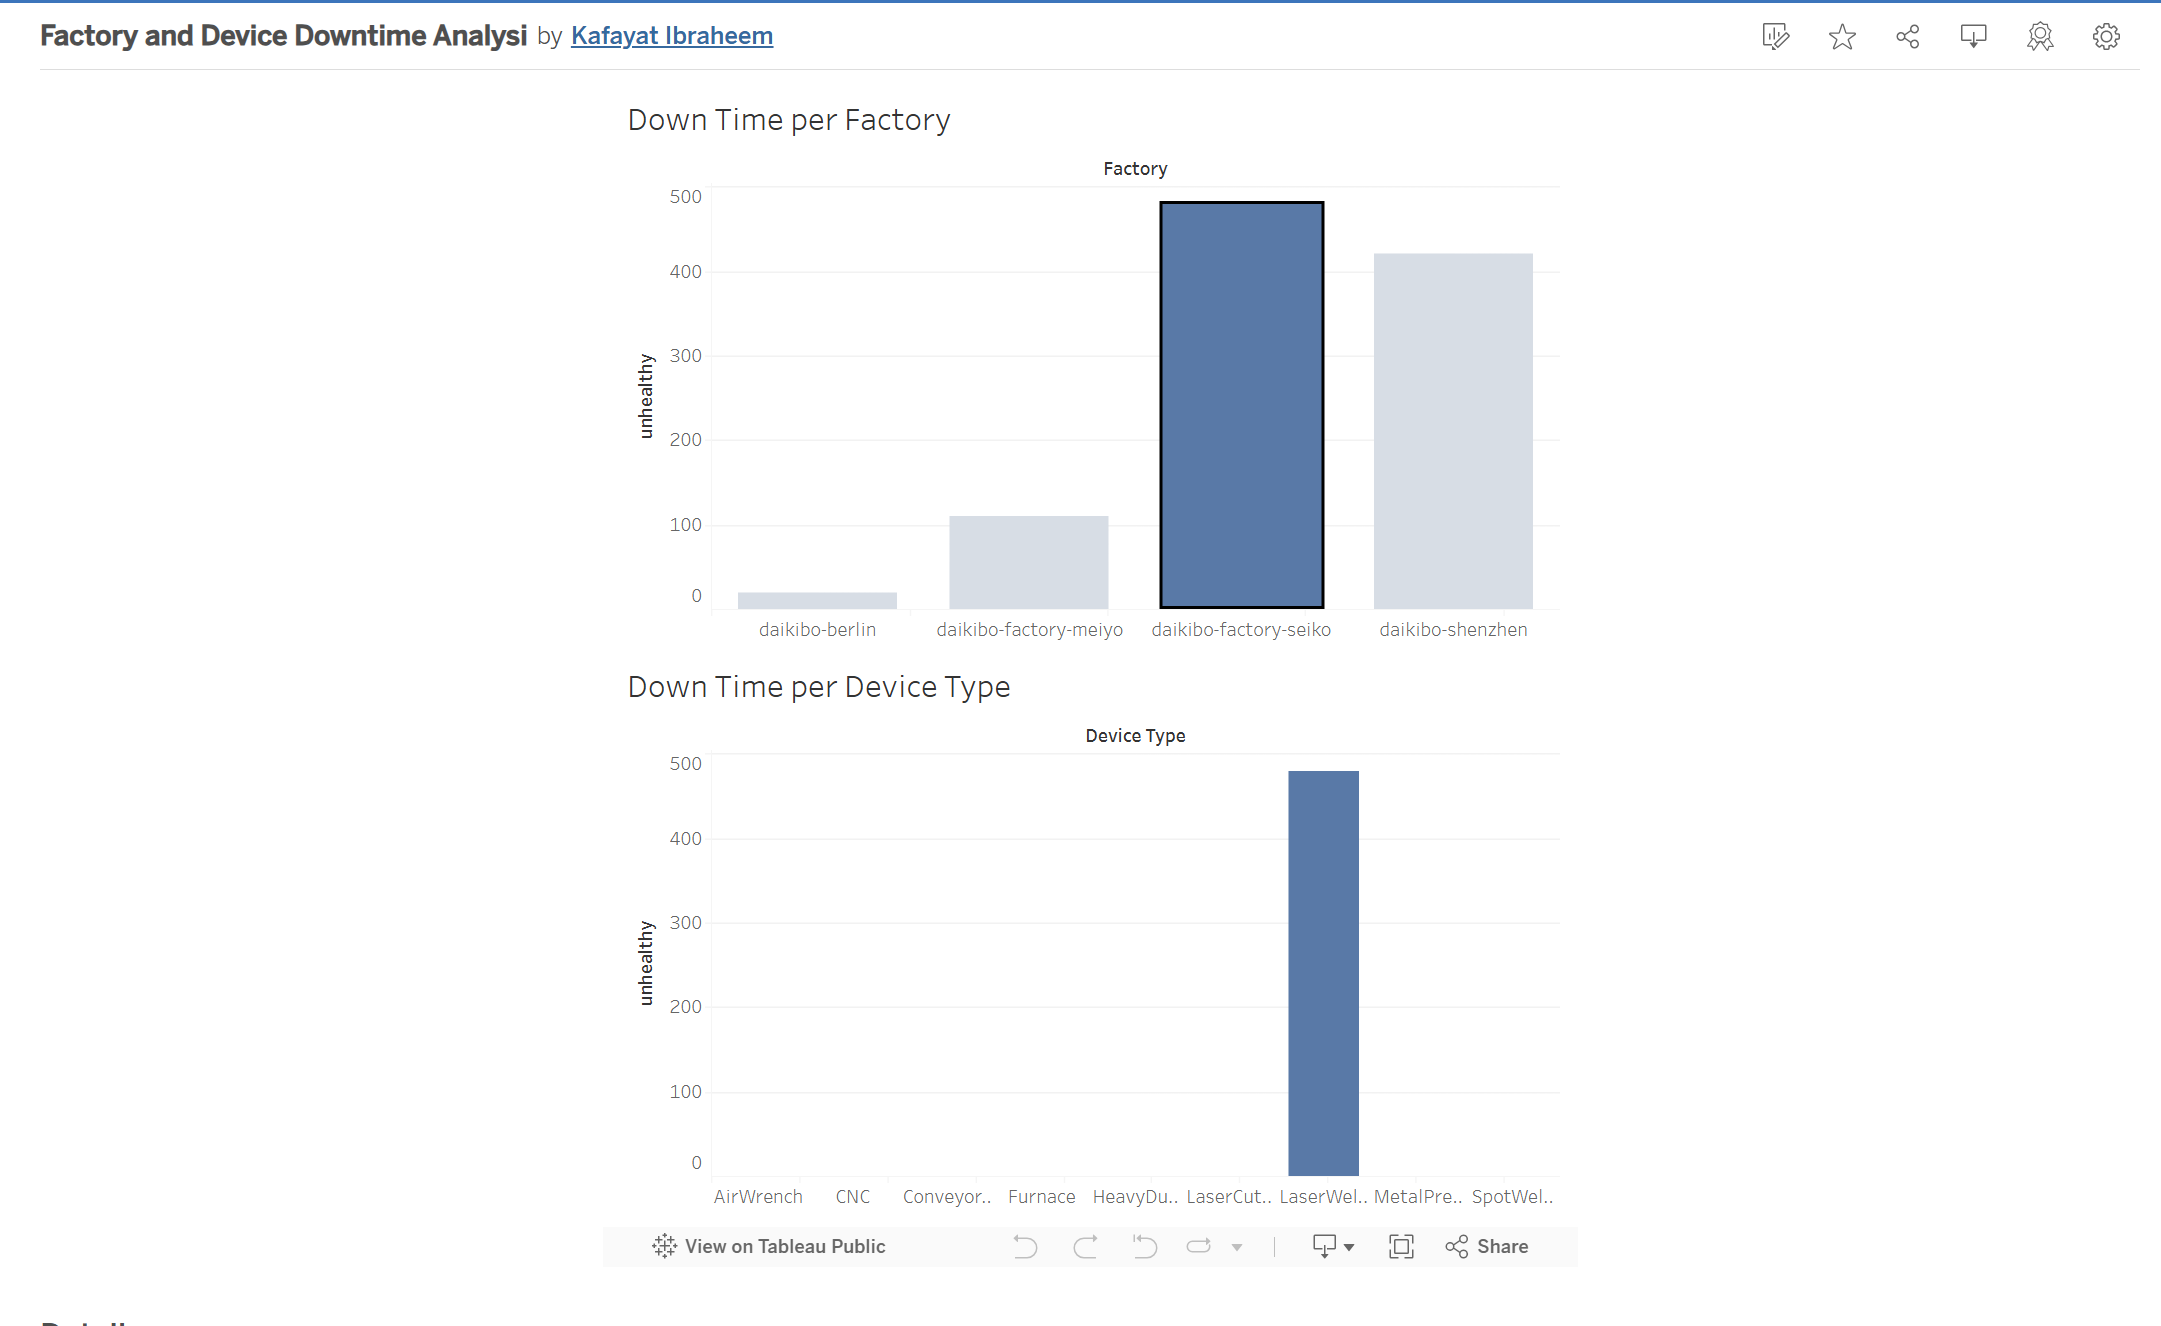 Factory and Device Downtime Analysi by Kafayat Ibraheem
Down Time per Factory
Factory
500
400
300
200
100
0
unhealthy
daikibo-berlin daikibo-factory-meiyo daikibo-factory-seiko daikibo-shenzhen
Down Time per Device Type
Device Type
500
400
300
200
100
0
unhealthy
AirWrench CNC Conveyor.. Furnace HeavyDu.. LaserCut.. LaserWel.. MetalPre.. SpotWel..
View on Tableau Public Share